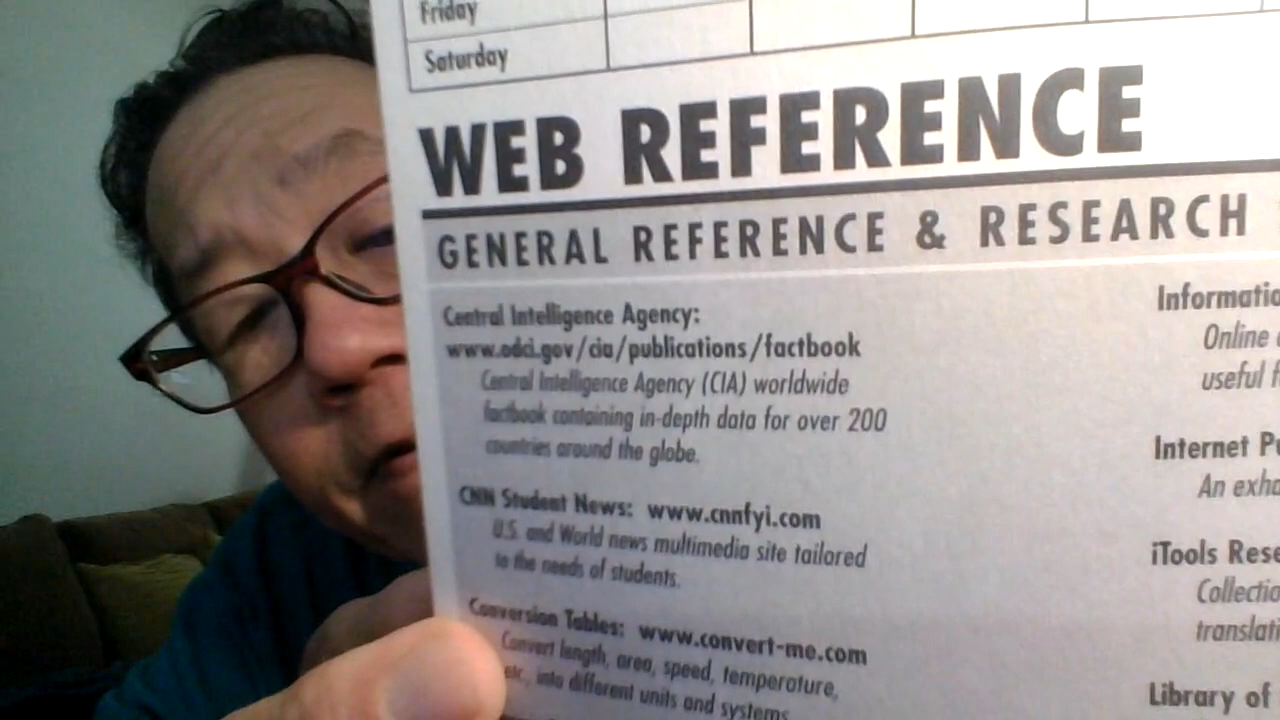 Friday
Saturday
WEB REFERENCE
GENERAL REFERENCE & RESEARCH
Central Intelligence Agency:
www.odci.gov/cia/publications/factbook
Central Intelligence Agency (CIA) worldwide
factbook containing in-depth data for over 200
countries around the globe.
CNN Student News: www.cnnfyi.com
U.S. and World news multimedia site tailored
to the needs of students.
Conversion Tables: www.convert-me.com
Convert length, area, speed, temperature,
etc., into different units and systems
Informatio
Online
useful f
Internet Pu
An exha
iTools Rese
Collectio
translati
Library of